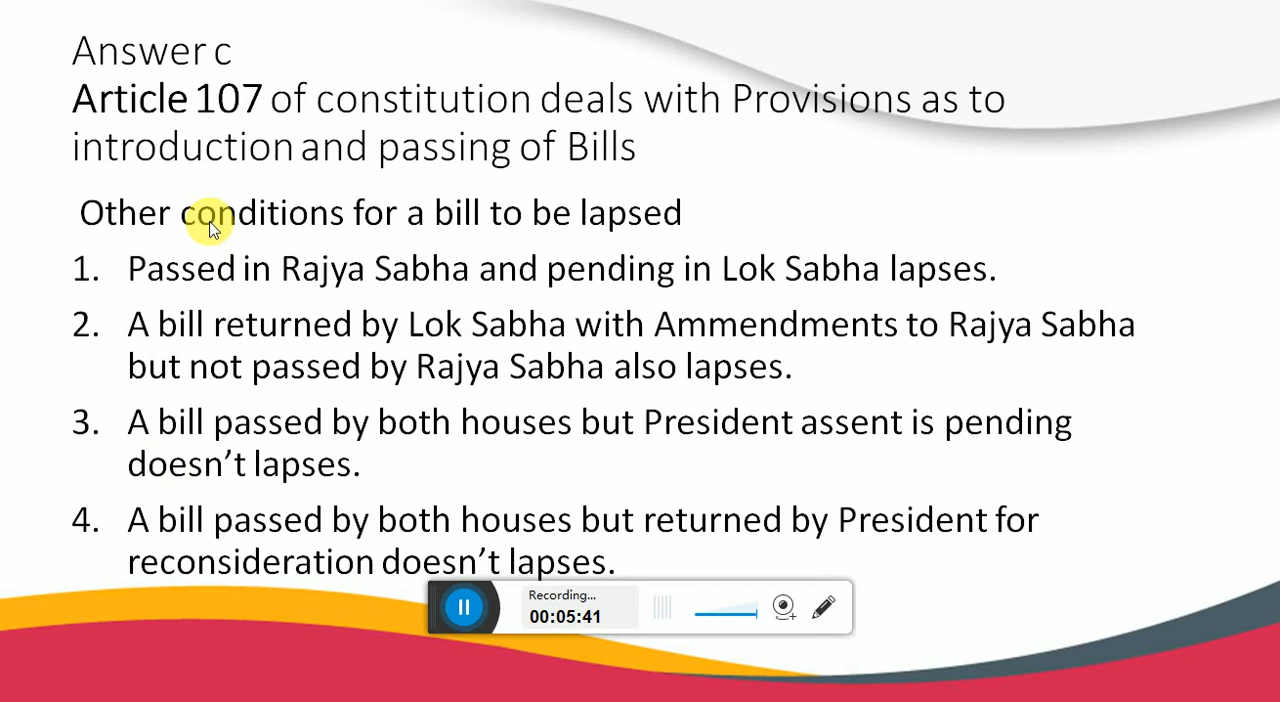 Answer c
Article 107 of constitution deals with Provisions as to
introduction and passing of Bills
Other conditions for a bill to be lapsed
1. Passed in Rajya Sabha and pending in Lok Sabha lapses.
2. A bill returned by Lok Sabha with Ammendments to Rajya Sabha
but not passed by Rajya Sabha also lapses.
3. A bill passed by both houses but President assent is pending
doesn’t lapses.
4. A bill passed by both houses but returned by President for
reconsideration doesn’t lapses.
Recording...
00:05:41